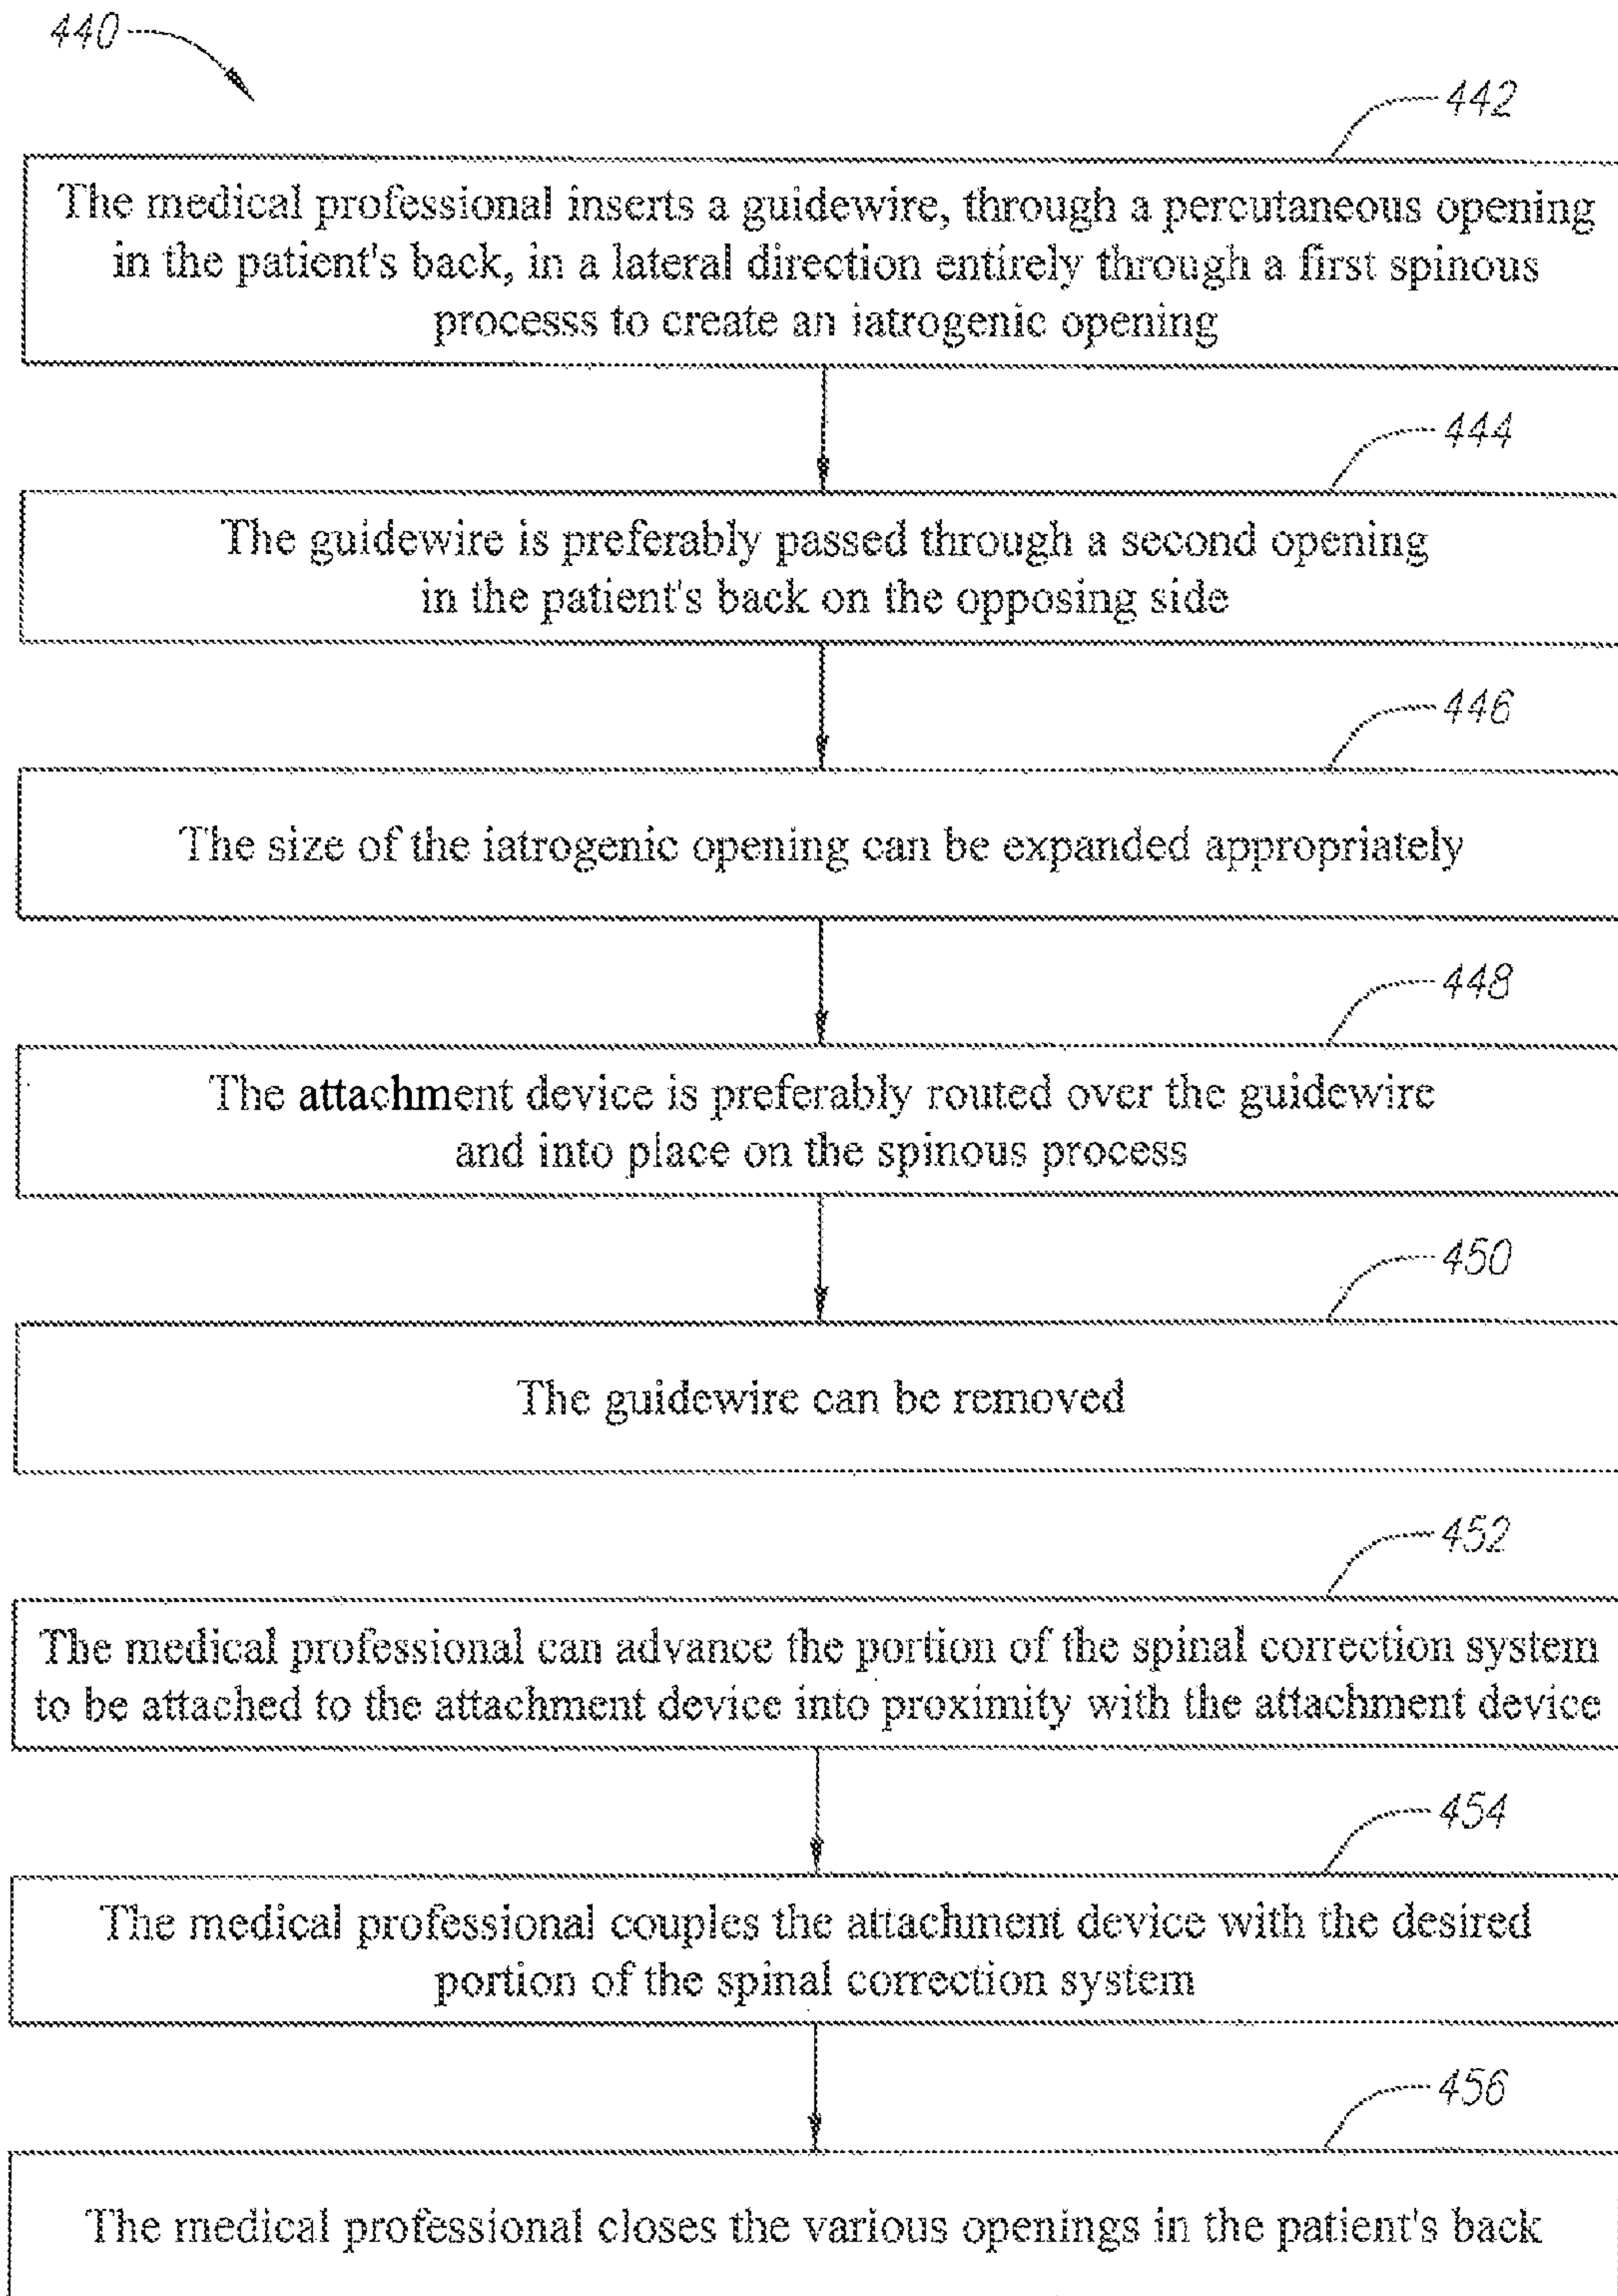 440
442
The medical professional inserts a guidewire, through a percutaneous opening
in the patient's back, in a lateral direction entirely through a first spinous
processs to create an iatrogenic opening
444
The guidewire is preferably passed through a second opening
in the patient's back on the opposing side
446
The size of the iatrogenic opening can be expanded appropriately
448
The attachment device is preferably routed over the guidewire
and into place on the spinous process
450
The guidewire can be removed
452
The medical professional can advance the portion of the spinal correction system
to be attached to the attachment device into proximity with the attachment device
454
The medical professional couples the attachment device with the desired
portion of the spinal correction system
456
The medical professional closes the various openings in the patient's back